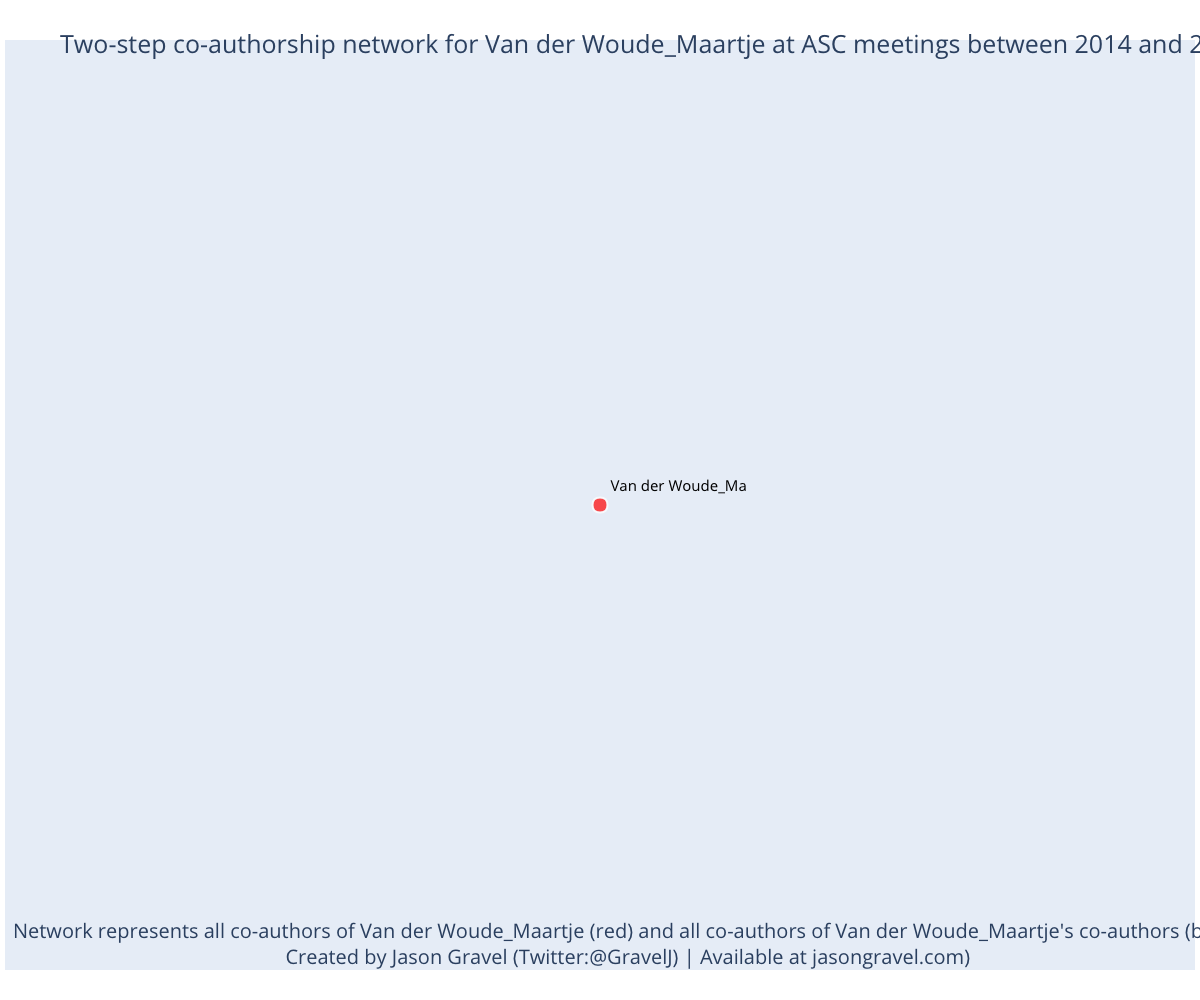 Two-step co-authorship network for Van der Woude_Maartje at ASC meetings between 2014 and 2
Van der Woude_Ma
Network represents all co-authors of Van der Woude_Maartje (red) and all co-authors of Van der Woude_Maartje's co-authors (b
Created by Jason Gravel (Twitter:@GravelJ) | Available at jasongravel.com)